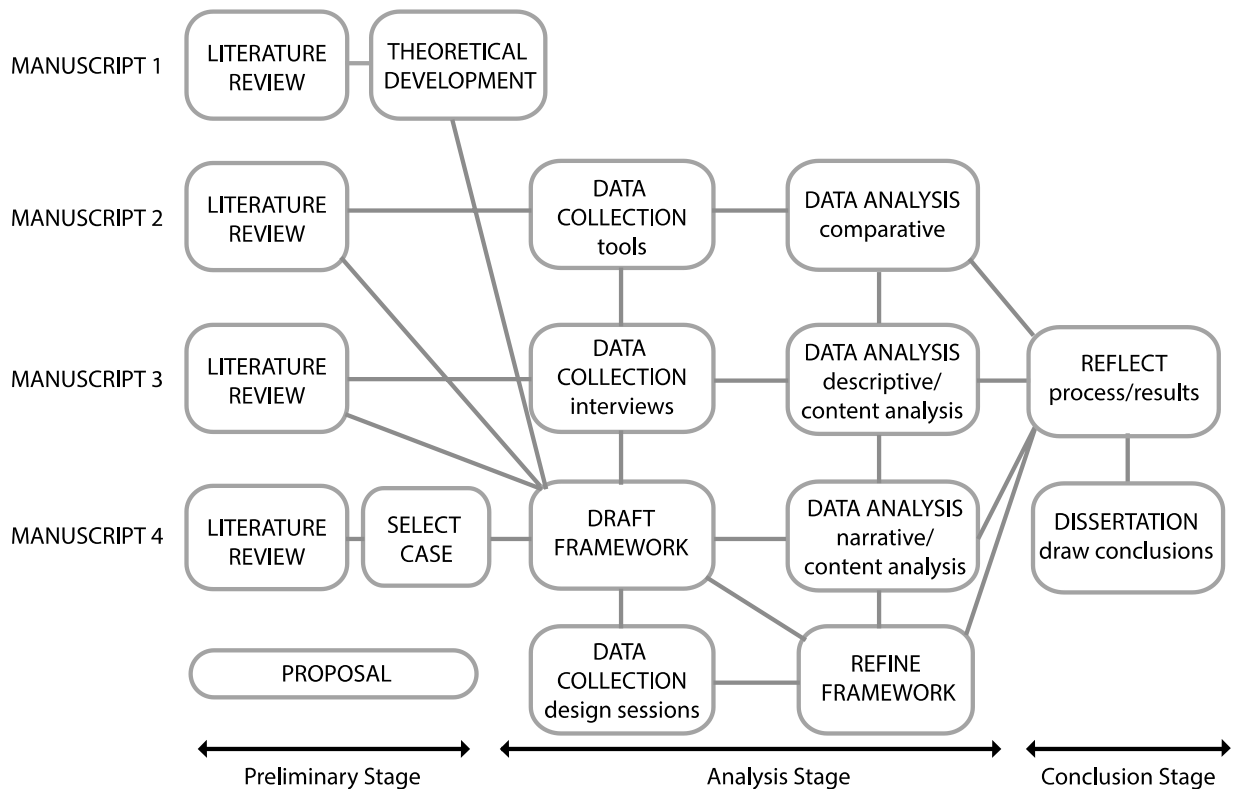 MANUSCRIPT 1
LITERATURE
REVIEW
THEORETICAL
DEVELOPMENT
MANUSCRIPT 2
LITERATURE
REVIEW
DATA
COLLECTION
tools
DATA ANALYSIS
comparative
MANUSCRIPT 3
LITERATURE
REVIEW
DATA
COLLECTION
interviews
DATA ANALYSIS
descriptive/
content analysis
REFLECT
process/results
MANUSCRIPT 4
LITERATURE
REVIEW
SELECT
CASE
DRAFT
FRAMEWORK
DATA ANALYSIS
narrative/
content analysis
DISSERTATION
draw conclusions
PROPOSAL
DATA
COLLECTION
design sessions
REFINE
FRAMEWORK
Preliminary Stage
Analysis Stage
Conclusion Stage